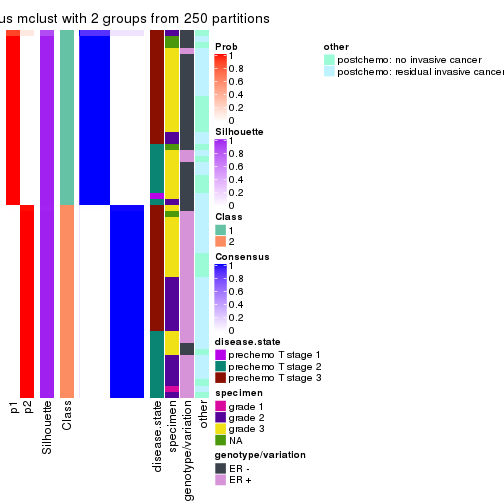 us mclust with 2 groups from 250 partitions
Prob
1
0.8
0.6
0.4
0.2
0
Silhouette
1
0.8
0.6
0.4
0.2
0
Class
1
2
Consensus
1
0.8
0.6
0.4
0.2
0
disease.state
prechemo T stage 1
prechemo T stage 2
prechemo T stage 3
specimen
grade 1
grade 2
grade 3
NA
genotype/variation
ER -
ER +
other
postchemo: no invasive cancer
postchemo: residual invasive cancer
p1
p2
Silhouette
Class
disease.state
specimen
genotype/variation
other